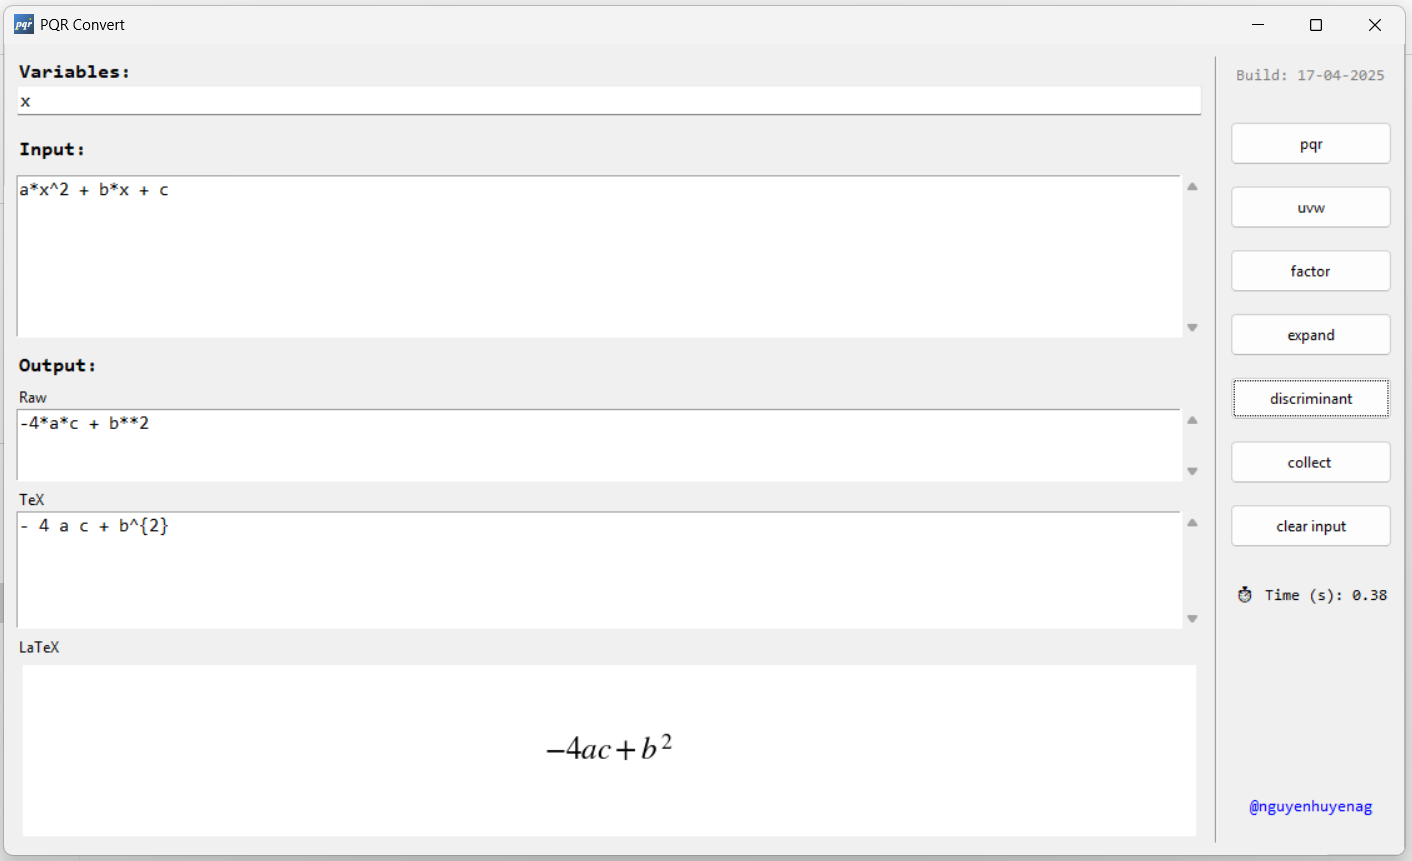 pqr PQR Convert
Variables:
x
Input:
a*x^2 + b*x + c
Output:
Raw
-4*a*c + b**2
TeX
- 4 a c + b^{2}
LaTeX
−4ac+b²
Build: 17-04-2025
pqr
uvw
factor
expand
discriminant
collect
clear input
Time (s): 0.38
@nguyenhuyenag